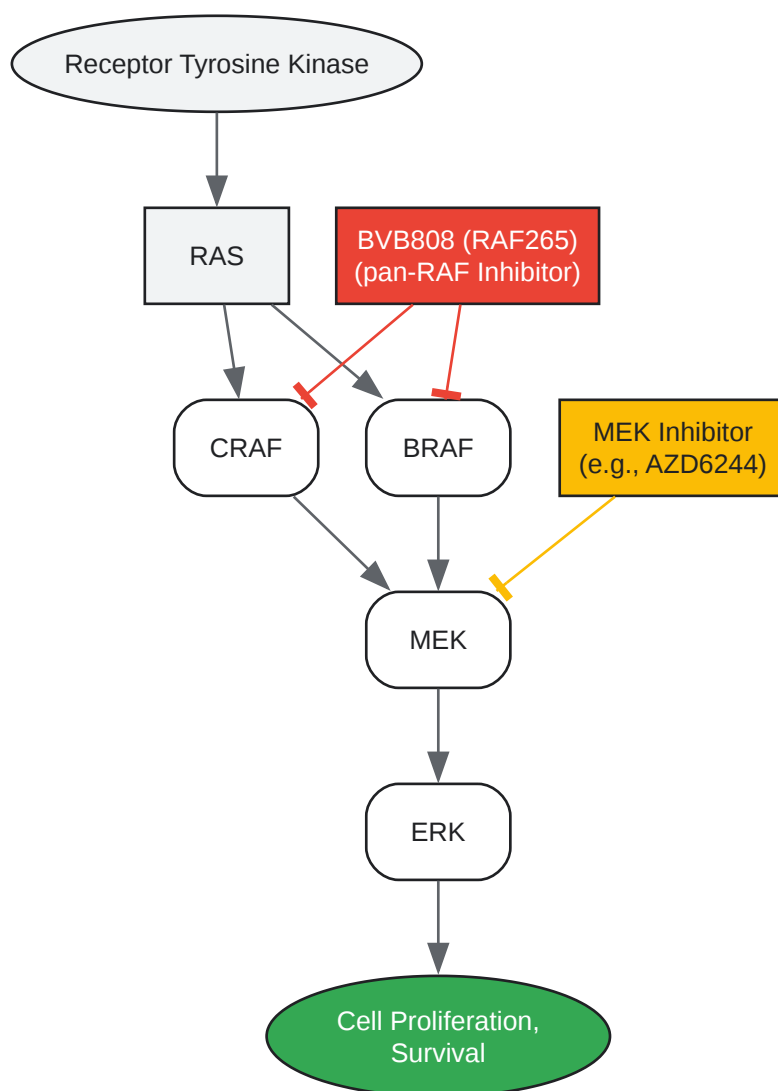 Receptor Tyrosine Kinase
RAS
BVB808 (RAF265)
(pan-RAF Inhibitor)
CRAF
BRAF
MEK Inhibitor
(e.g., AZD6244)
MEK
ERK
Cell Proliferation,
Survival